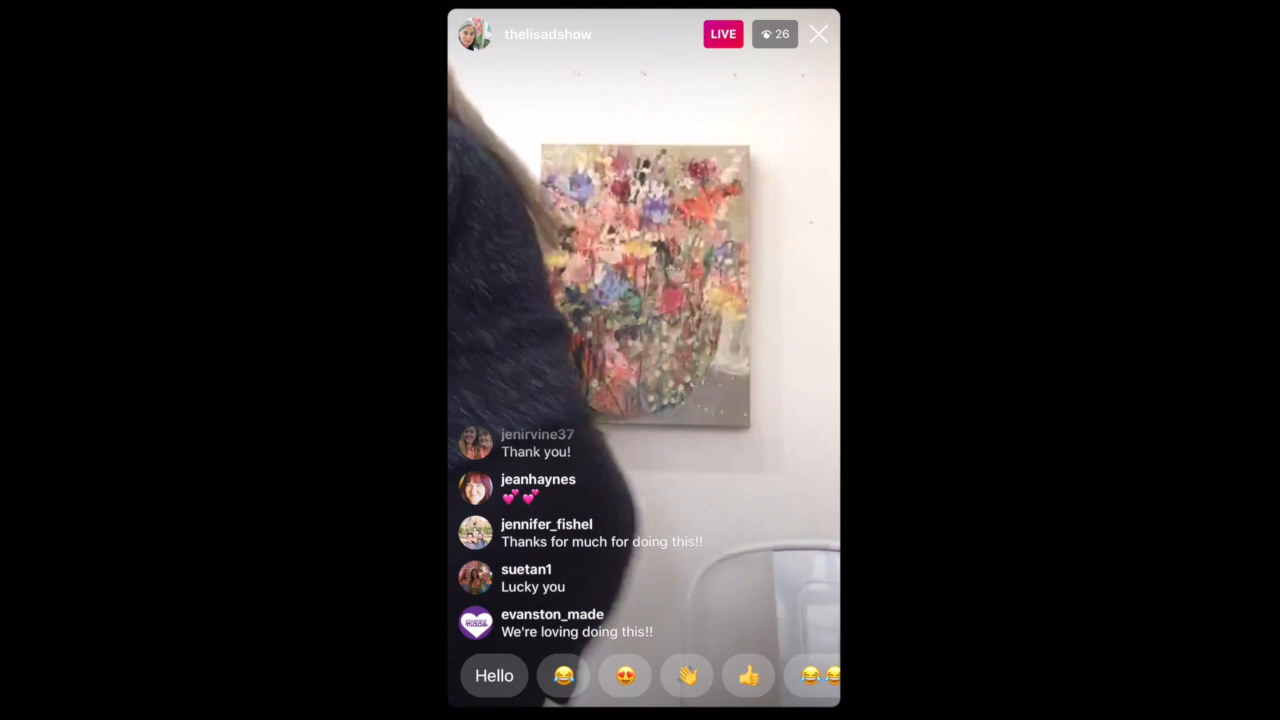 thelisadshow
LIVE
26
jenirvine37
Thank you!
jeanhaynes
💕 💕
jennifer_fishel
Thanks for much for doing this!!
suetan1
Lucky you
evanston_made
We're loving doing this!!
Hello